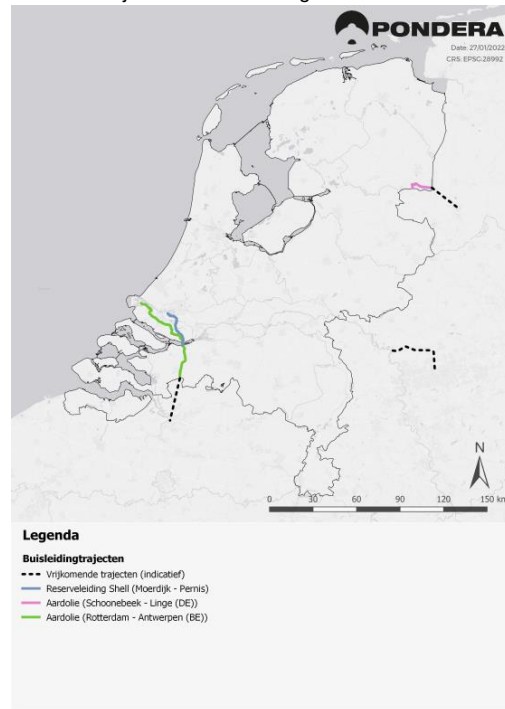 PONDERA
Date: 27/01/2022
CRS: EPSG:28992
N
0 30 60 90 120 150 km
Legenda
Buisleidingtrajecten
Vrijkomende trajecten (indicatief)
Reserveleiding Shell (Moerdijk - Pernis)
Aardolie (Schoonebeek - Linge (DE))
Aardolie (Rotterdam - Antwerpen (BE))